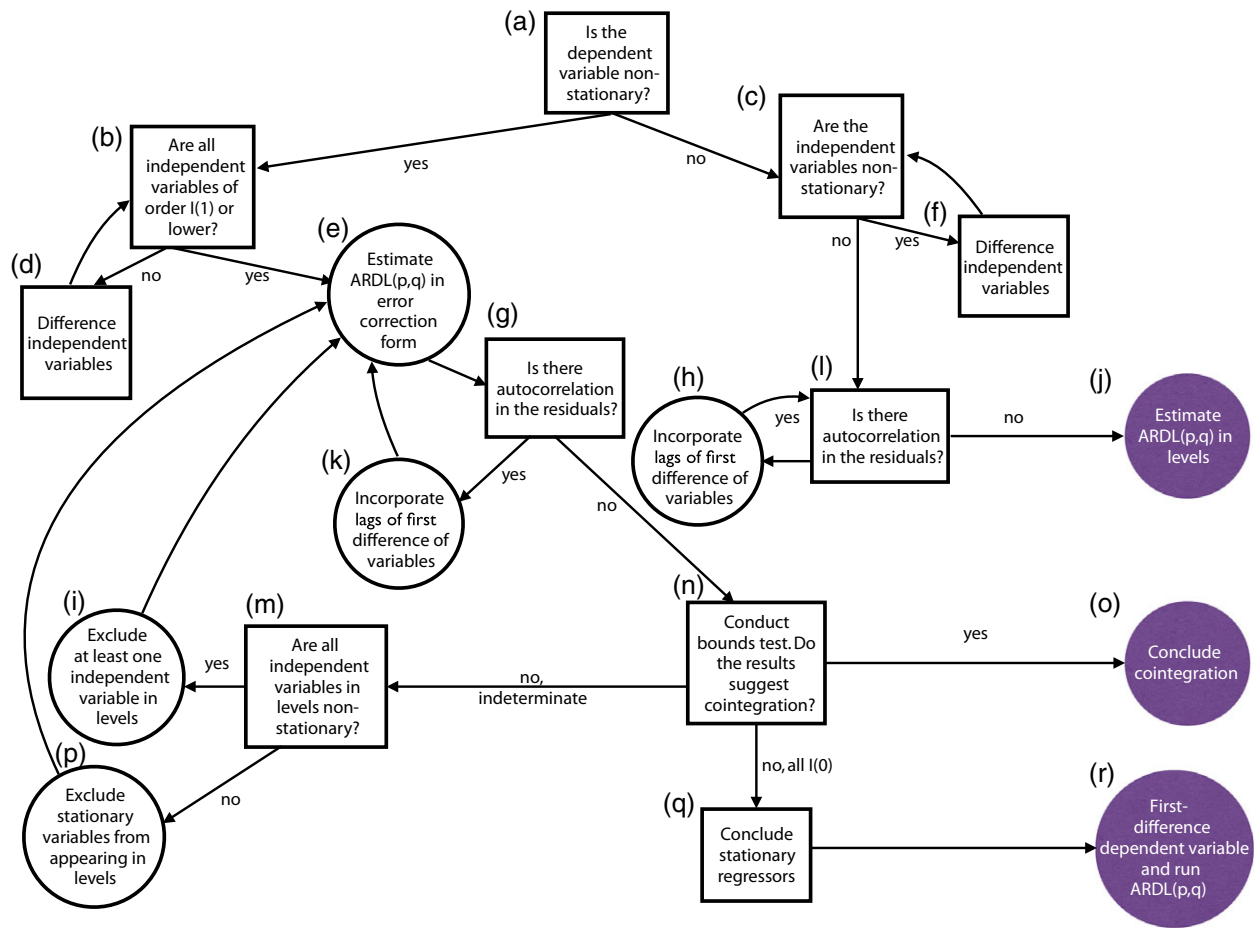 (a)
Is the
dependent
variable non-
stationary?
(b)
Are all
independent
variables of
order I(1) or
lower?
yes
no
(c)
Are the
independent
variables non-
stationary?
(d)
Difference
independent
variables
no
yes
(e)
Estimate
ARDL(p,q) in
error
correction
form
no
yes
(f)
Difference
independent
variables
(g)
Is there
autocorrelation
in the residuals?
(h)
Incorporate
lags of first
difference of
variables
yes
(l)
Is there
autocorrelation
in the residuals?
no
(j)
Estimate
ARDL(p,q) in
levels
(k)
Incorporate
lags of first
difference of
variables
yes
no
(i)
Exclude
at least one
independent
variable in
levels
yes
(m)
Are all
independent
variables in
levels non-
stationary?
no,
indeterminate
(n)
Conduct
bounds test. Do
the results
suggest
cointegration?
yes
(o)
Conclude
cointegration
(p)
Exclude
stationary
variables from
appearing in
levels
no
no, all I(0)
(q)
Conclude
stationary
regressors
(r)
First-
difference
dependent variable
and run
ARDL(p,q)